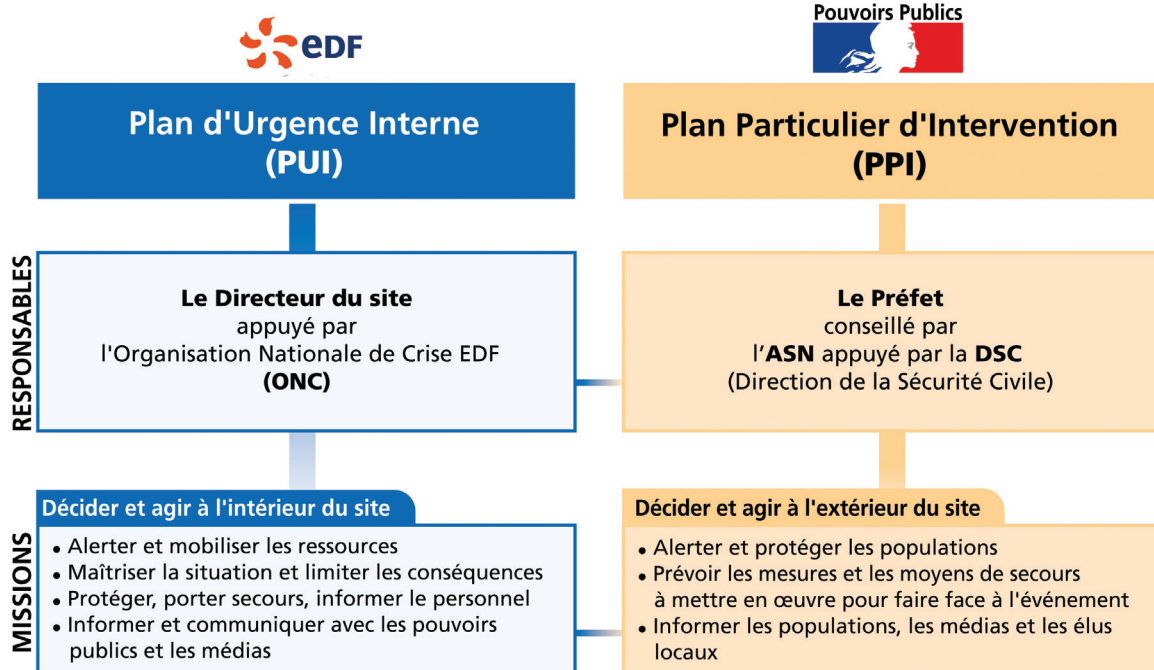 eDF
Pouvoirs Publics
Plan d'Urgence Interne
(PUI)
Plan Particulier d'Intervention
(PPI)
RESPONSABLES
Le Directeur du site
appuyé par
l'Organisation Nationale de Crise EDF
(ONC)
Le Préfet
conseillé par
l'ASN appuyé par la DSC
(Direction de la Sécurité Civile)
MISSIONS
Décider et agir à l'intérieur du site
• Alerter et mobiliser les ressources
• Maîtriser la situation et limiter les conséquences
• Protéger, porter secours, informer le personnel
• Informer et communiquer avec les pouvoirs
publics et les médias
Décider et agir à l'extérieur du site
• Alerter et protéger les populations
• Prévoir les mesures et les moyens de secours
à mettre en œuvre pour faire face à l'événement
• Informer les populations, les médias et les élus
locaux